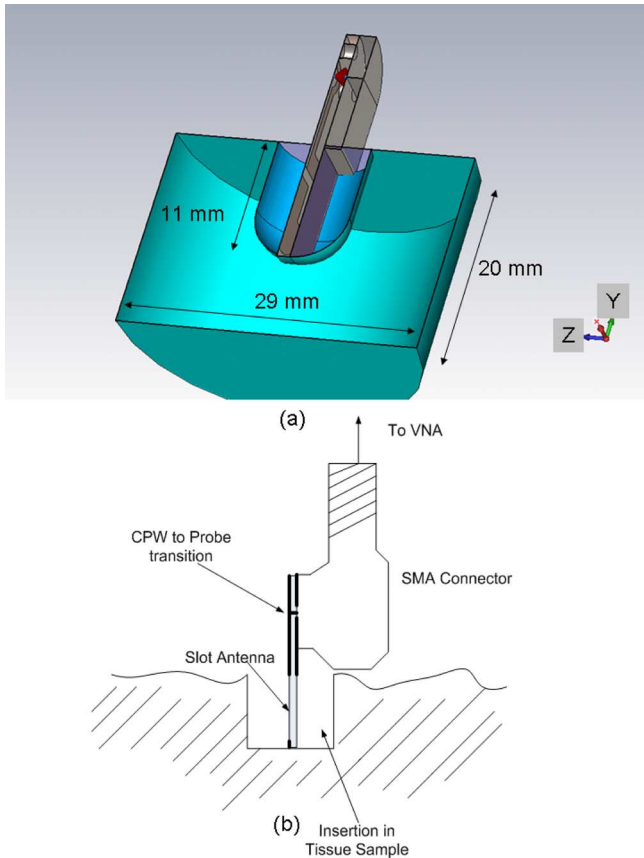 11 mm
20 mm
29 mm
Y
x
Z
(a)
To VNA
CPW to Probe
transition
SMA Connector
Slot Antenna
(b)
Insertion in
Tissue Sample